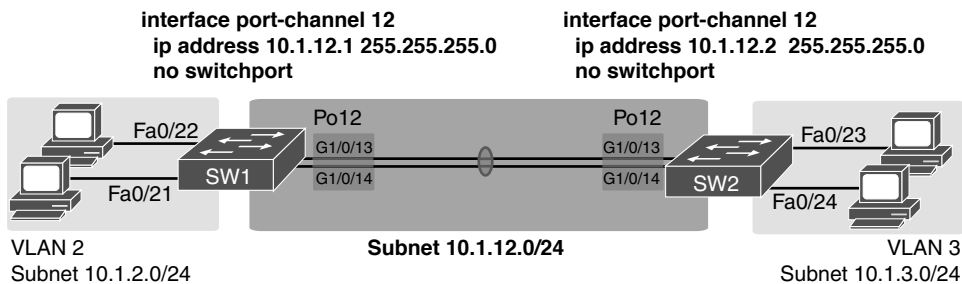 interface port-channel 12
ip address 10.1.12.1 255.255.255.0
no switchport
interface port-channel 12
ip address 10.1.12.2 255.255.255.0
no switchport
Fa0/22
Fa0/21
SW1
Po12
G1/0/13
G1/0/14
Po12
G1/0/13
G1/0/14
SW2
Fa0/23
Fa0/24
VLAN 2
Subnet 10.1.2.0/24
Subnet 10.1.12.0/24
VLAN 3
Subnet 10.1.3.0/24